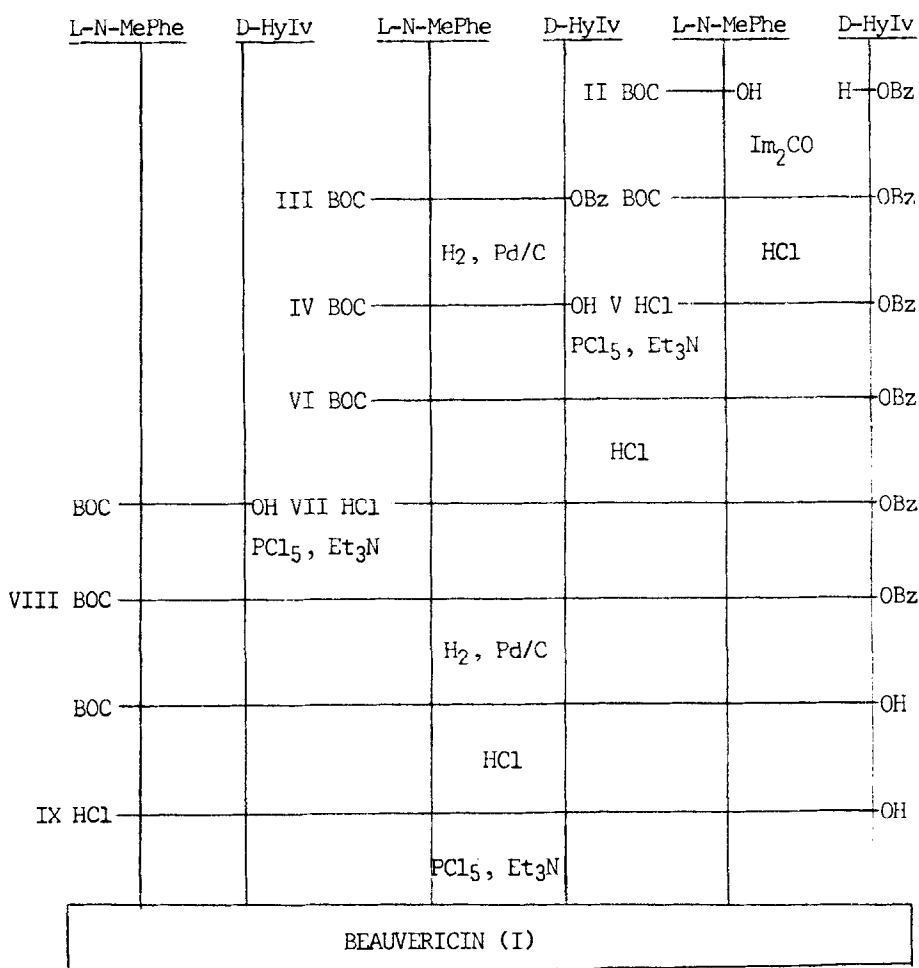 L-N-MePhe D-HyIv L-N-MePhe D-HyIv L-N-MePhe D-HyIv
II BOC OH H OBz
Im2CO
III BOC OBz BOC OBz
H2, Pd/C HCl
IV BOC OH V HCl OBz
PCl5, Et3N
VI BOC OBz
HCl
BOC OH VII HCl OBz
PCl5, Et3N
VIII BOC OBz
H2, Pd/C
BOC OH
HCl
IX HCl OH
PCl5, Et3N
BEAUVERICIN (I)